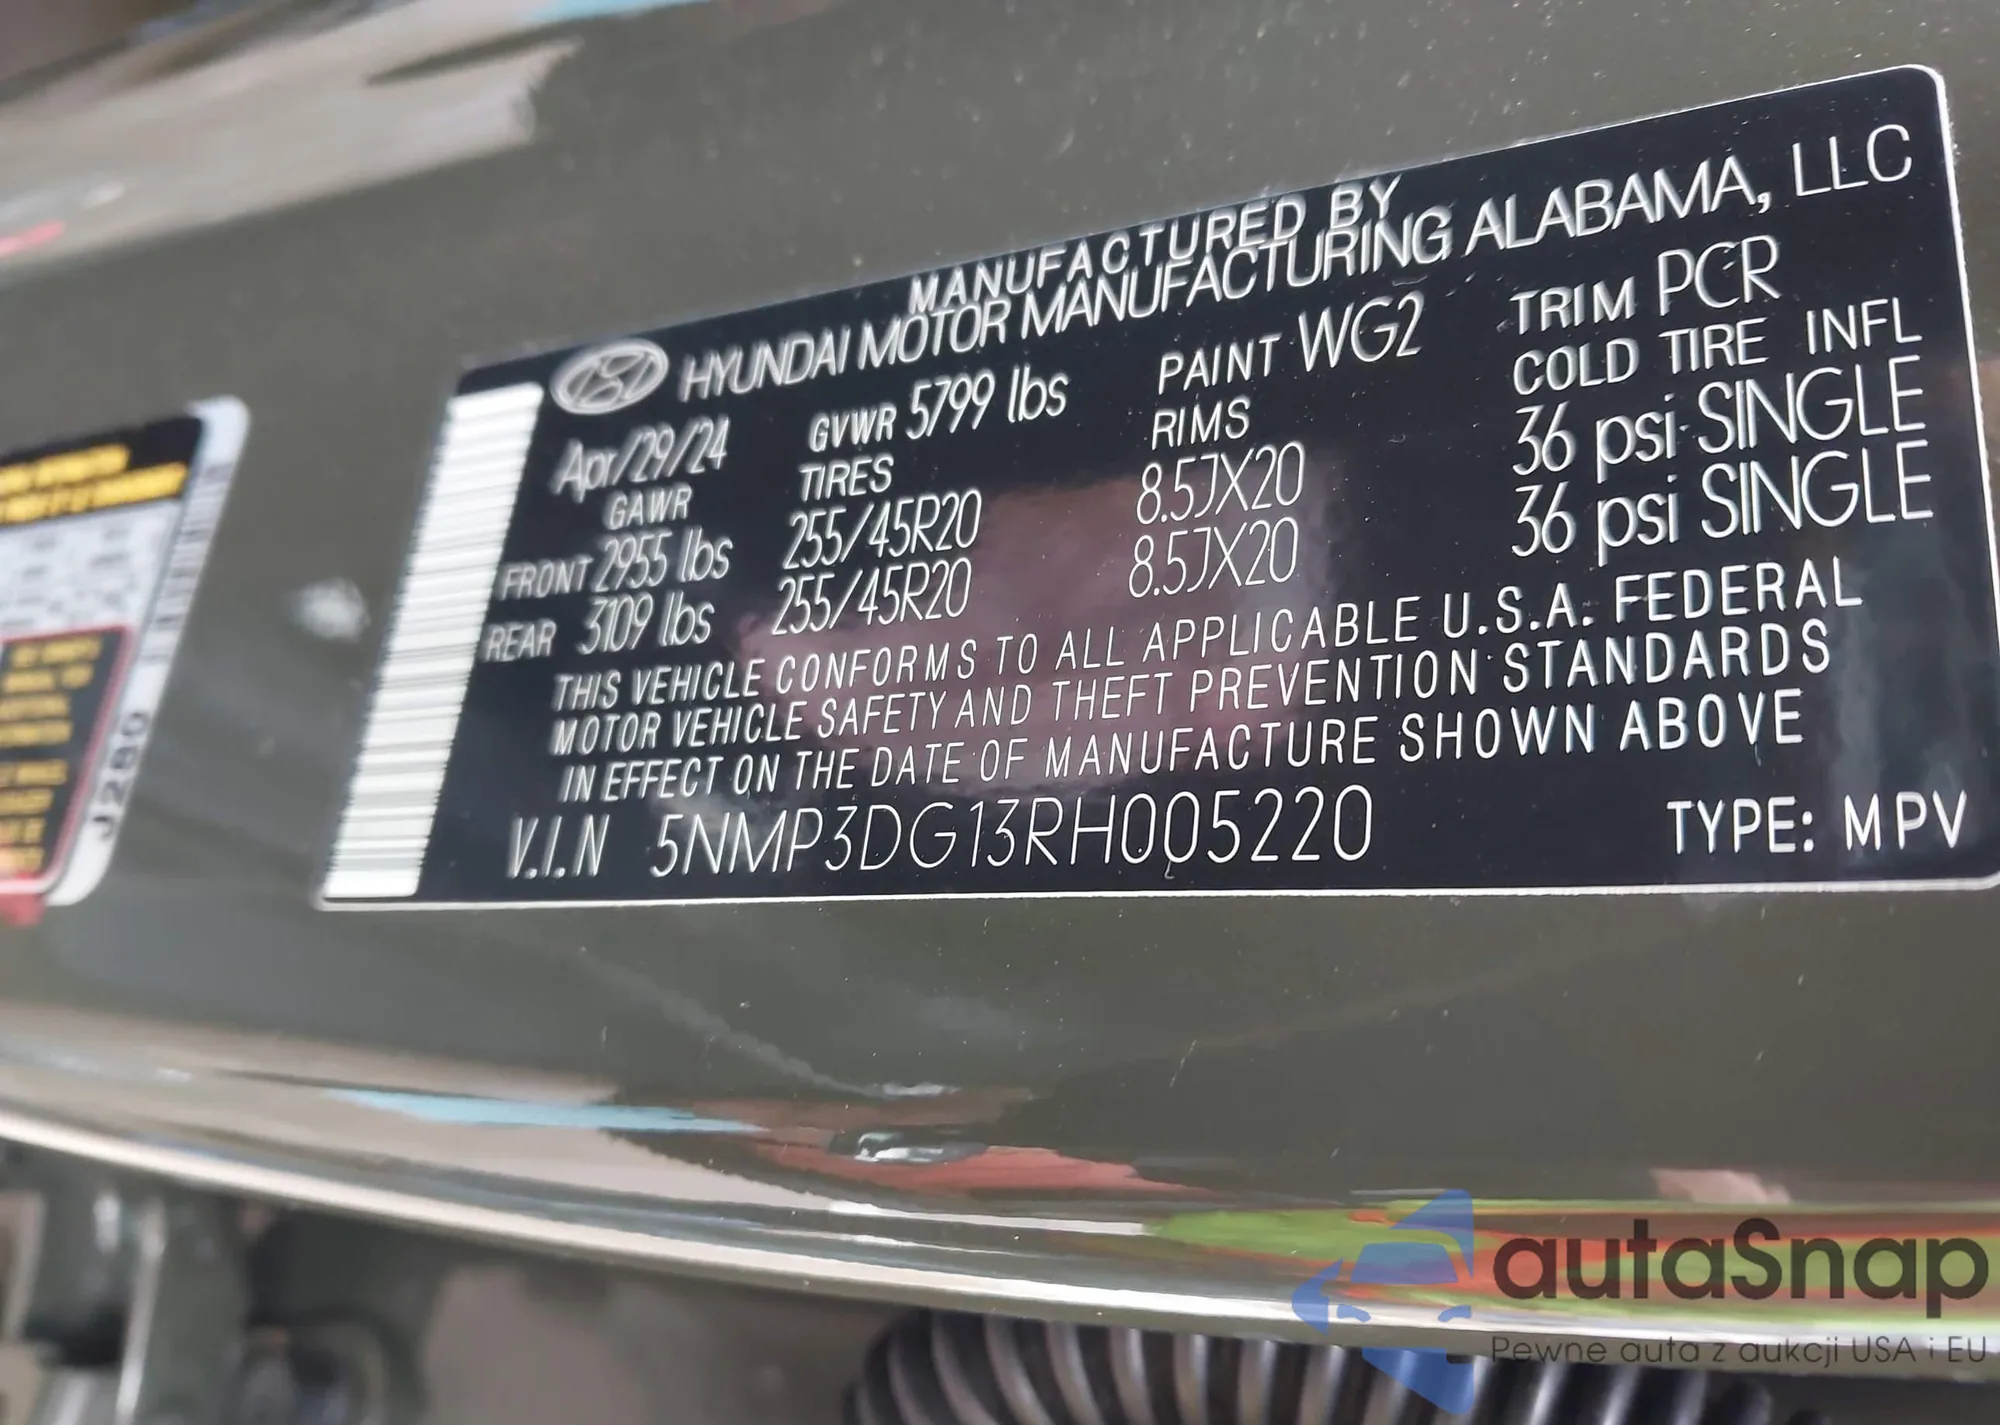 MANUFACTURED BY
HYUNDAI MOTOR MANUFACTURING ALABAMA, LLC
Apr/29/24 GVWR 5799 lbs PAINT WG2 TRIM PCR
GAWR TIRES RIMS COLD TIRE INFL
FRONT 2955 lbs 255/45R20 8.5JX20 36 psi SINGLE
REAR 3109 lbs 255/45R20 8.5JX20 36 psi SINGLE
THIS VEHICLE CONFORMS TO ALL APPLICABLE U.S.A. FEDERAL
MOTOR VEHICLE SAFETY AND THEFT PREVENTION STANDARDS
IN EFFECT ON THE DATE OF MANUFACTURE SHOWN ABOVE
V.I.N 5NMP3DG13RH005220 TYPE: MPV
J260
autaSnap
Pewne auta z aukcji USA i EU